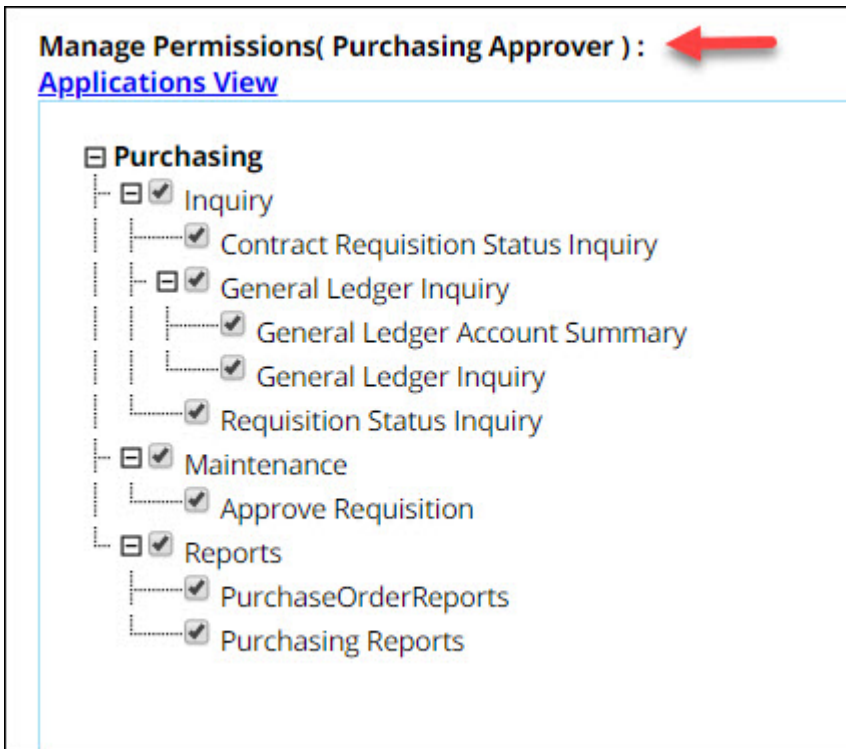 Manage Permissions( Purchasing Approver ) :
Applications View
Purchasing
Inquiry
Contract Requisition Status Inquiry
General Ledger Inquiry
General Ledger Account Summary
General Ledger Inquiry
Requisition Status Inquiry
Maintenance
Approve Requisition
Reports
PurchaseOrderReports
Purchasing Reports